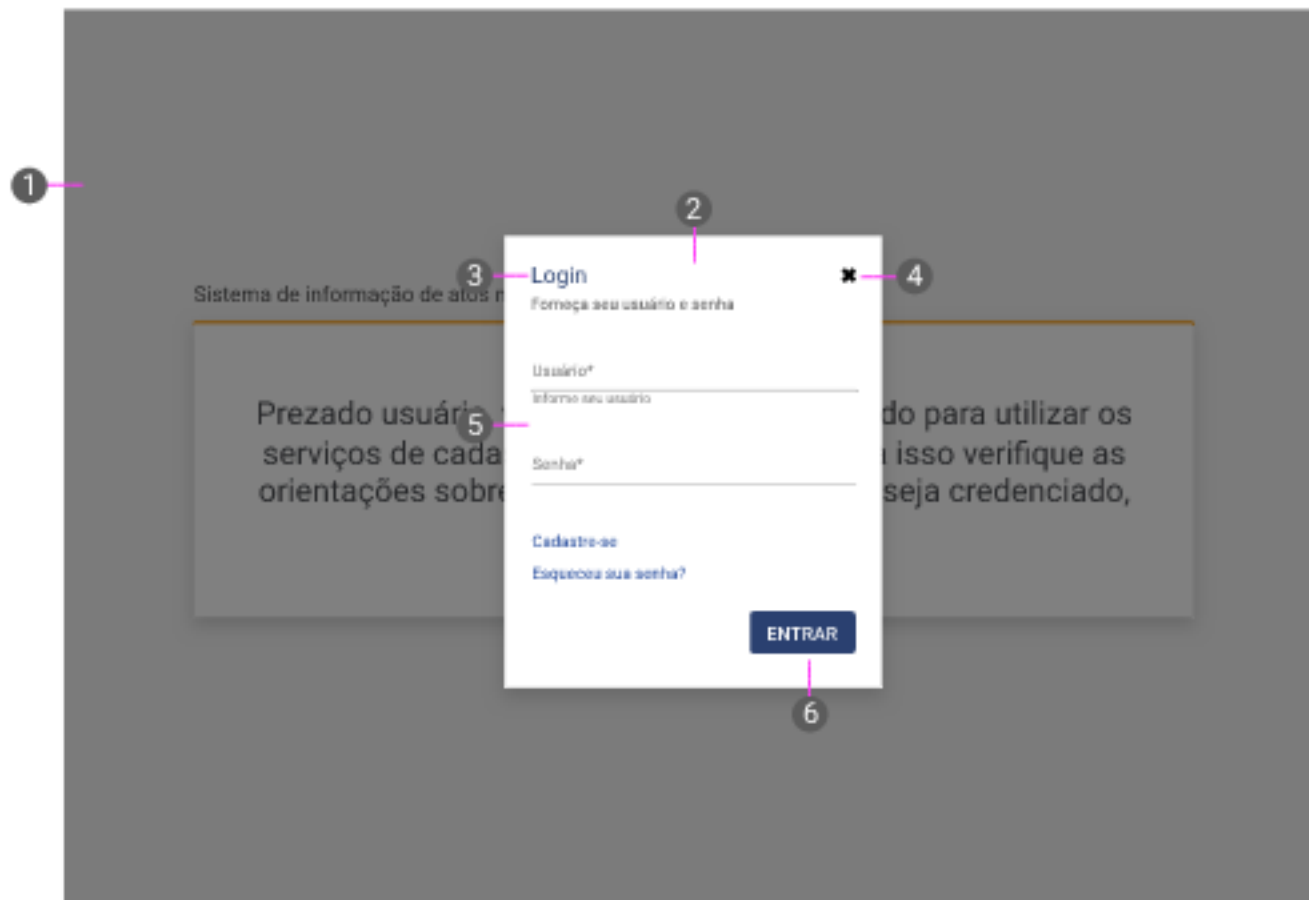 1
2
3
Login
4
Sistema de informação de atos
Forneça seu usuário e senha
Usuário*
Informe seu usuário
Prezado usuário, do para utilizar os
5
serviços de cada isso verifique as
Senha*
orientações sobre seja credenciado,
Cadastre-se
Esqueceu sua senha?
ENTRAR
6